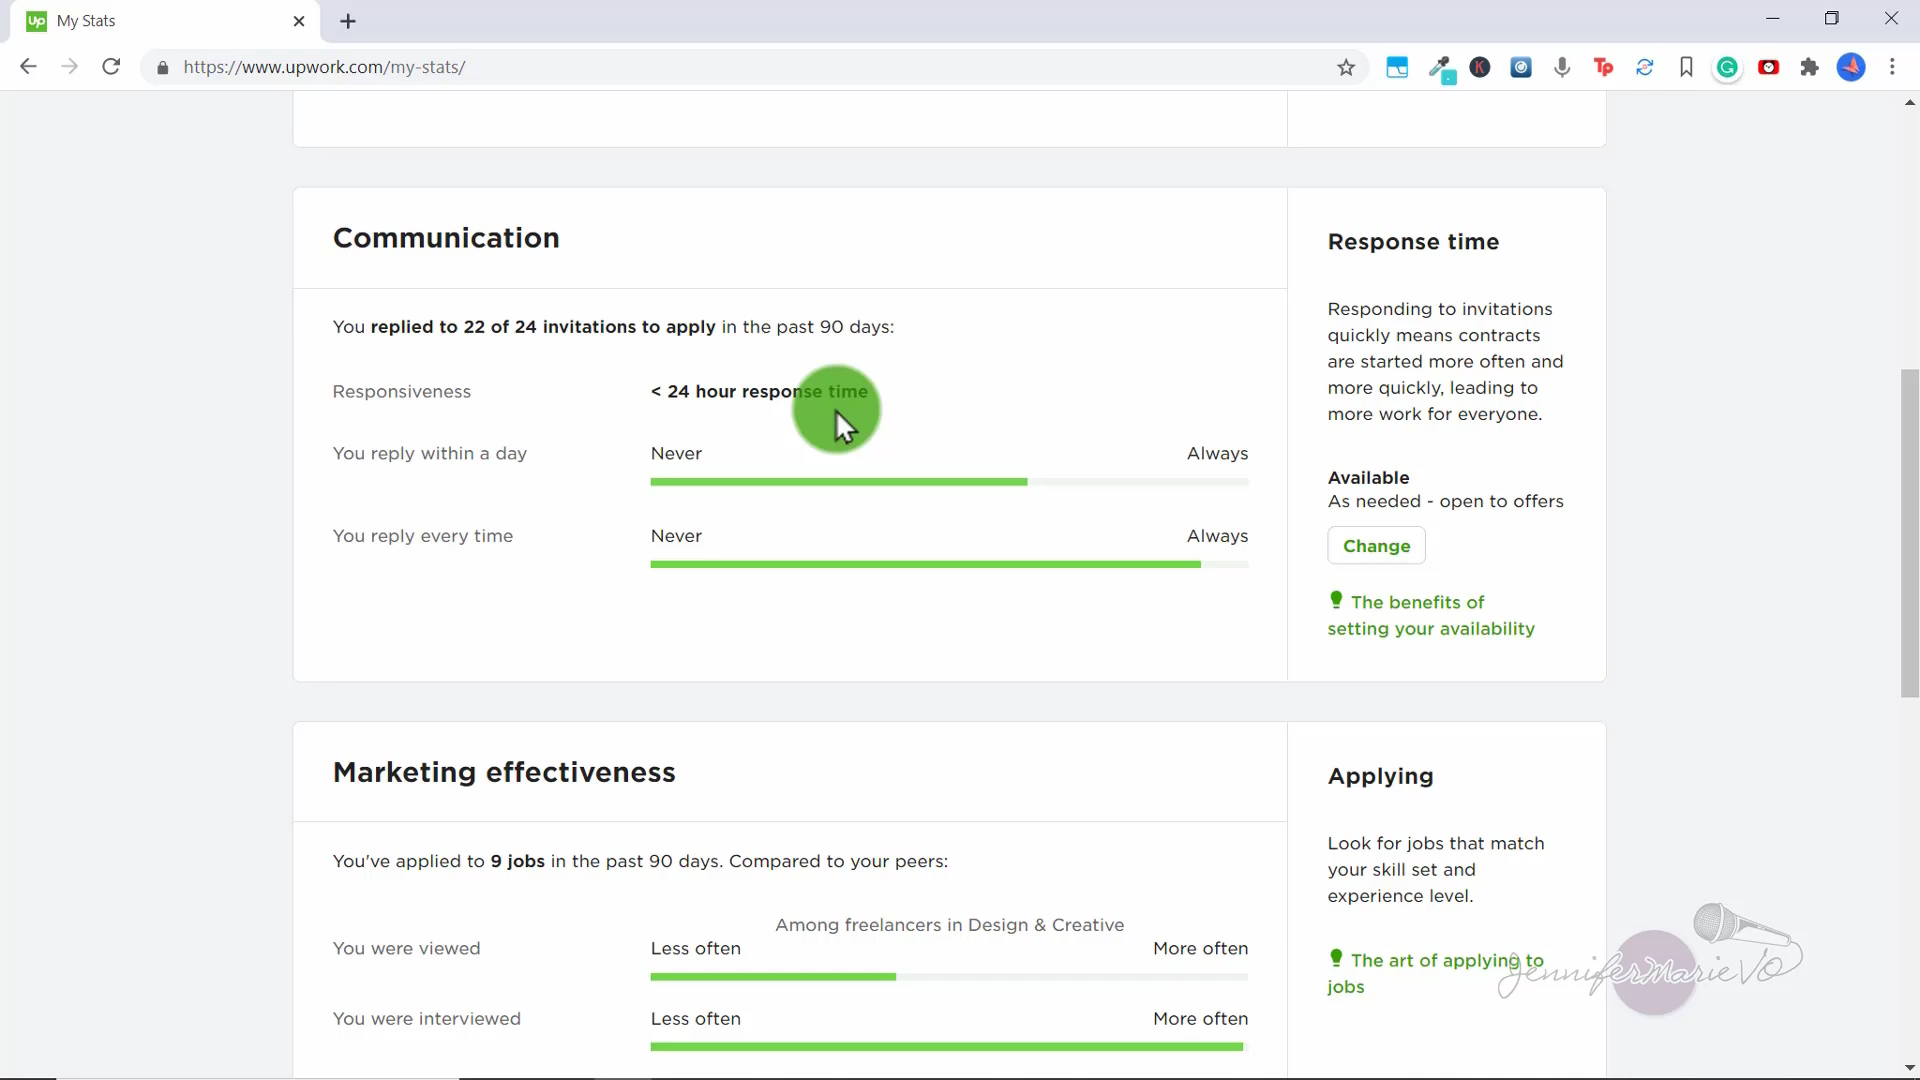 Up My Stats
https://www.upwork.com/my-stats/
Communication
You replied to 22 of 24 invitations to apply in the past 90 days:
Responsiveness < 24 hour response time
You reply within a day Never Always
You reply every time Never Always
Response time
Responding to invitations
quickly means contracts
are started more often and
more quickly, leading to
more work for everyone.
Available
As needed - open to offers
Change
The benefits of
setting your availability
Marketing effectiveness
You've applied to 9 jobs in the past 90 days. Compared to your peers:
Among freelancers in Design & Creative
You were viewed Less often More often
You were interviewed Less often More often
Applying
Look for jobs that match
your skill set and
experience level.
The art of applying to
jobs
JenniferMarieVO